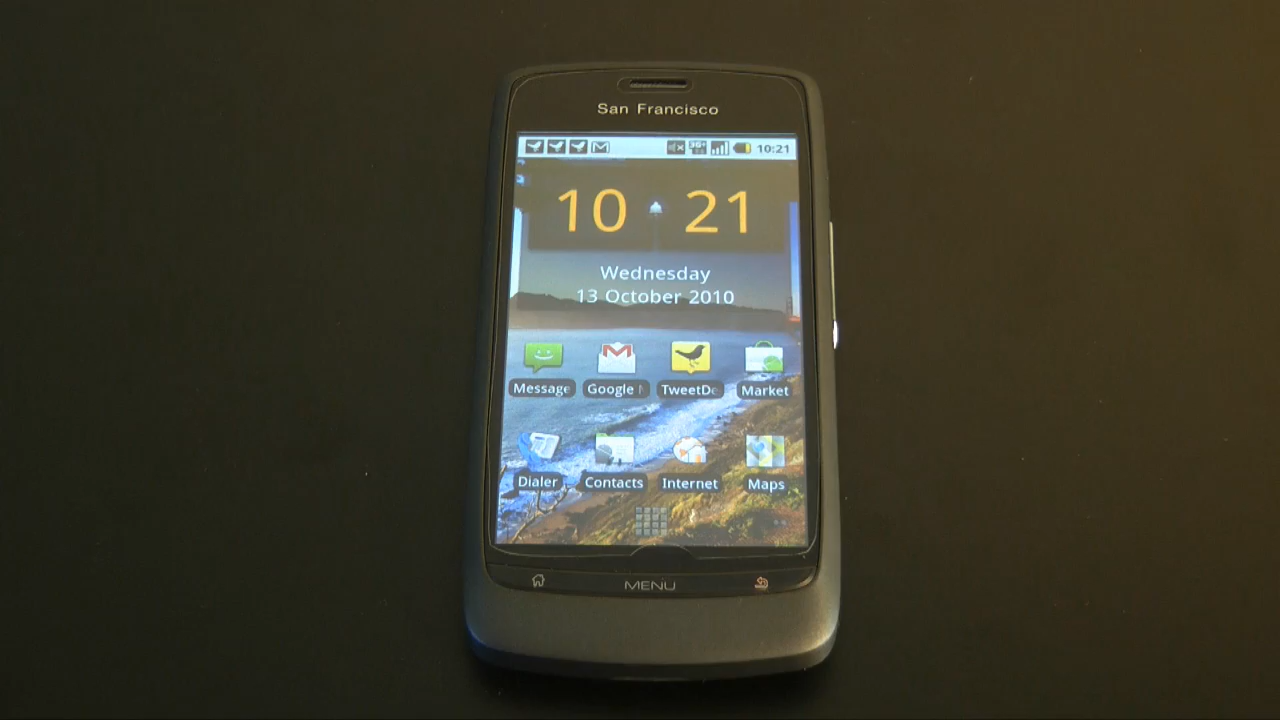 San Francisco
3G+ 10:21
10 21
Wednesday
13 October 2010
Message Google TweetDe Market
Dialer Contacts Internet Maps
MENU